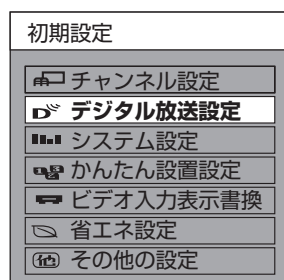 初期設定
チャンネル設定
デジタル放送設定
システム設定
かんたん設置設定
ビデオ入力表示書換
省エネ設定
その他の設定